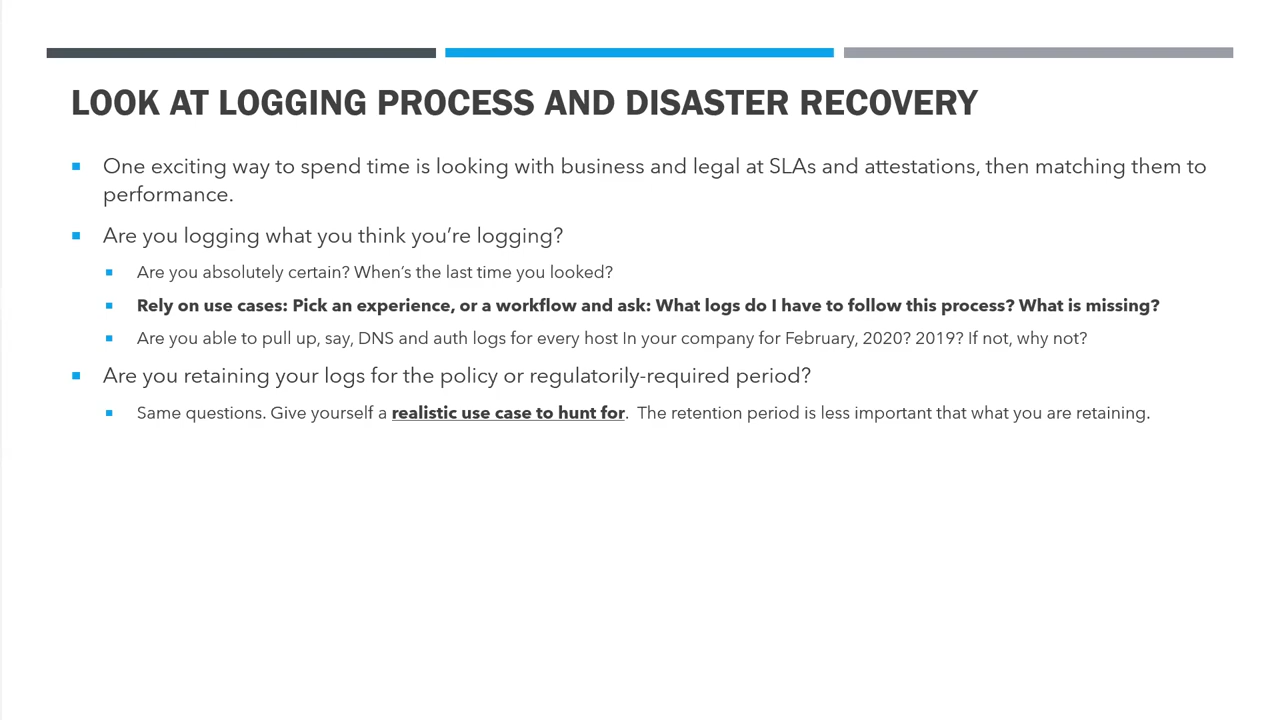 LOOK AT LOGGING PROCESS AND DISASTER RECOVERY
One exciting way to spend time is looking with business and legal at SLAs and attestations, then matching them to
performance.
Are you logging what you think you’re logging?
Are you absolutely certain? When’s the last time you looked?
Rely on use cases: Pick an experience, or a workflow and ask: What logs do I have to follow this process? What is missing?
Are you able to pull up, say, DNS and auth logs for every host In your company for February, 2020? 2019? If not, why not?
Are you retaining your logs for the policy or regulatorily-required period?
Same questions. Give yourself a realistic use case to hunt for.  The retention period is less important that what you are retaining.